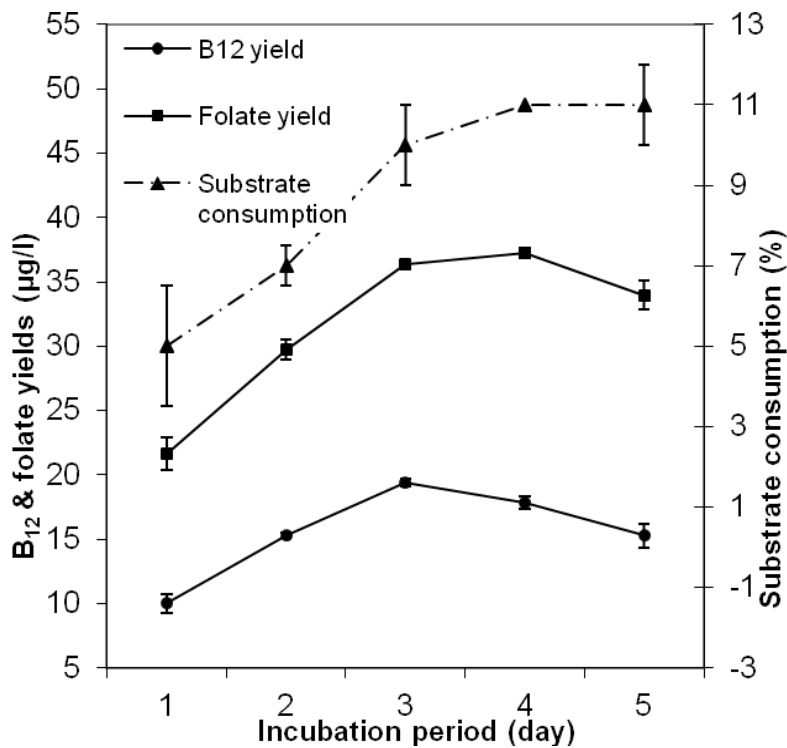 55
50
45
40
35
30
25
20
15
10
5
B₁₂ & folate yields (µg/l)
B12 yield
Folate yield
Substrate
consumption
13
11
9
7
5
3
1
-1
-3
Substrate consumption (%)
1 2 3 4 5
Incubation period (day)